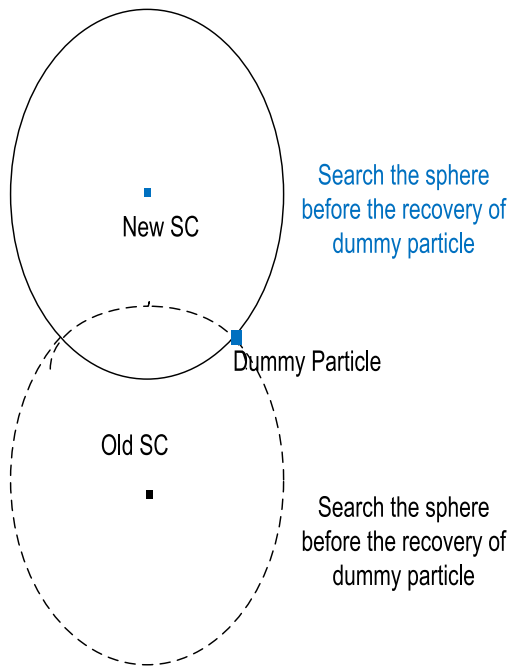 Search the sphere
before the recovery of
dummy particle
New SC
Dummy Particle
Old SC
Search the sphere
before the recovery of
dummy particle